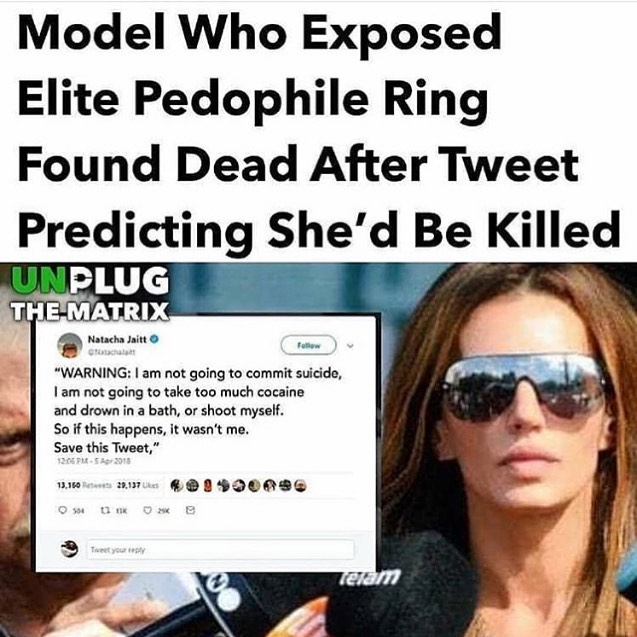 Model Who Exposed
Elite Pedophile Ring
Found Dead After Tweet
Predicting She’d Be Killed
UNPLUG
THE MATRIX
Natacha Jaitt
@NatachaJaitt
Follow
"WARNING: I am not going to commit suicide,
I am not going to take too much cocaine
and drown in a bath, or shoot myself.
So if this happens, it wasn't me.
Save this Tweet,"
12:06 PM - 5 Apr 2018
13,150 Retweets 29,137 Likes
504 13K 29K
Tweet your reply
telam